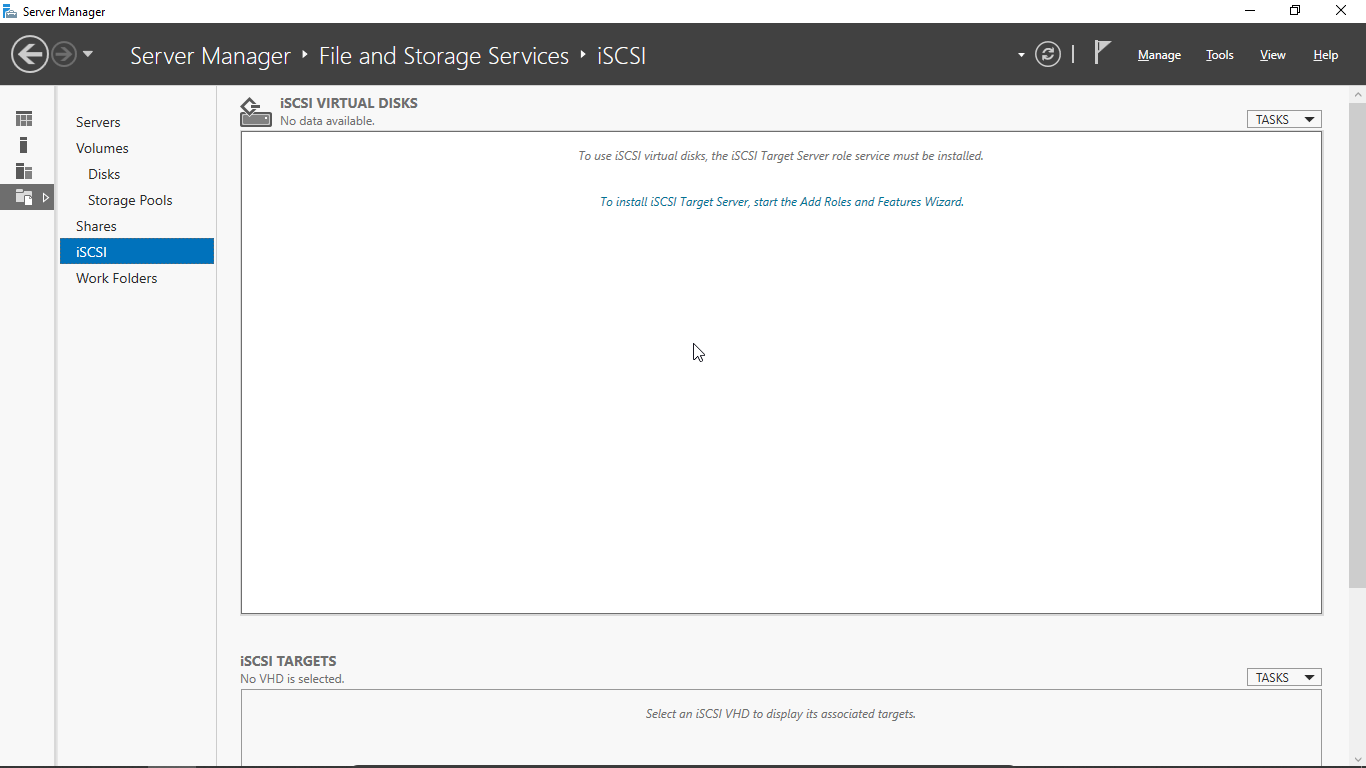 Server Manager
Server Manager ‣ File and Storage Services ‣ iSCSI
Manage
Tools
View
Help
Servers
Volumes
Disks
Storage Pools
Shares
iSCSI
Work Folders
iSCSI VIRTUAL DISKS
No data available.
TASKS
To use iSCSI virtual disks, the iSCSI Target Server role service must be installed.
To install iSCSI Target Server, start the Add Roles and Features Wizard.
iSCSI TARGETS
No VHD is selected.
TASKS
Select an iSCSI VHD to display its associated targets.